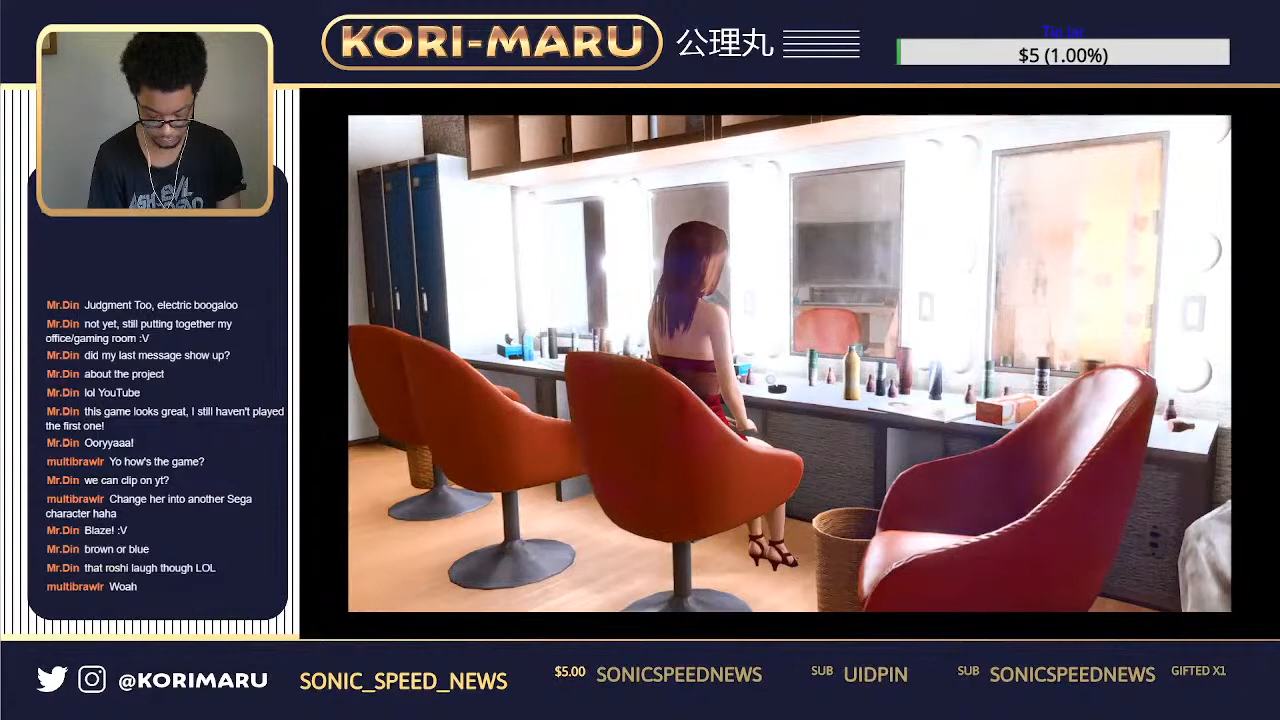 KORI-MARU
公理丸
Tip Jar
$5 (1.00%)
Mr.Din Judgment Too, electric boogaloo
Mr.Din not yet, still putting together my
office/gaming room :V
Mr.Din did my last message show up?
Mr.Din about the project
Mr.Din lol YouTube
Mr.Din this game looks great, I still haven't played
the first one!
Mr.Din Ooryyaaa!
multibrawlr Yo how's the game?
Mr.Din we can clip on yt?
multibrawlr Change her into another Sega
character haha
Mr.Din Blaze! :V
Mr.Din brown or blue
Mr.Din that roshi laugh though LOL
multibrawlr Woah
@KORIMARU
SONIC_SPEED_NEWS
$5.00 SONICSPEEDNEWS
SUB UIDPIN
SUB SONICSPEEDNEWS GIFTED X1